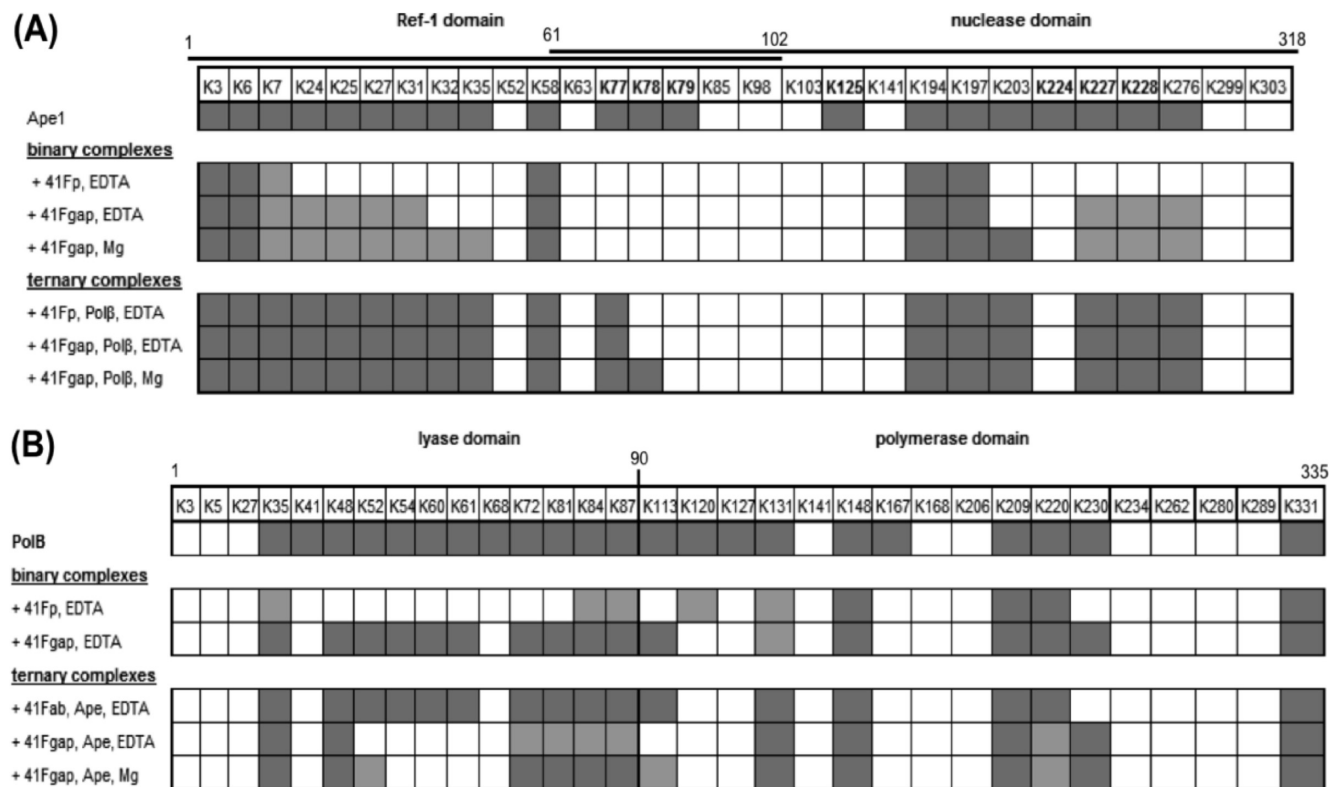 (A)
Ref-1 domain
nuclease domain
1
61
102
318
K3 K6 K7 K24 K25 K27 K31 K32 K35 K52 K58 K63 K77 K78 K79 K85 K98 K103 K125 K141 K194 K197 K203 K224 K227 K228 K276 K299 K303
Ape1
binary complexes
+ 41Fp, EDTA
+ 41Fgap, EDTA
+ 41Fgap, Mg
ternary complexes
+ 41Fp, Polβ, EDTA
+ 41Fgap, Polβ, EDTA
+ 41Fgap, Polβ, Mg
(B)
lyase domain
polymerase domain
1
90
335
K3 K5 K27 K35 K41 K48 K52 K54 K60 K61 K68 K72 K81 K84 K87 K113 K120 K127 K131 K141 K148 K167 K168 K206 K209 K220 K230 K234 K262 K280 K289 K331
PolB
binary complexes
+ 41Fp, EDTA
+ 41Fgap, EDTA
ternary complexes
+ 41Fab, Ape, EDTA
+ 41Fgap, Ape, EDTA
+ 41Fgap, Ape, Mg